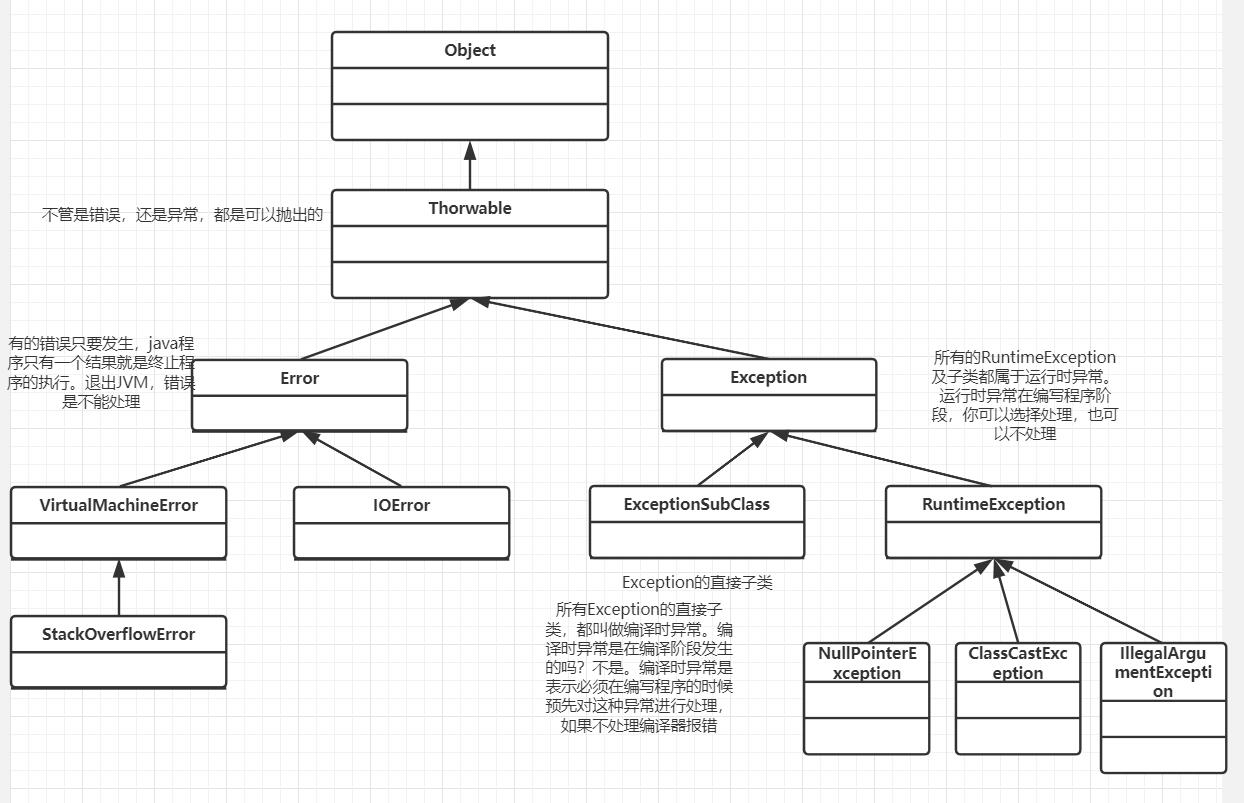 Object
不管是错误，还是异常，都是可以抛出的
Thorwable
有的错误只要发生，java程
序只有一个结果就是终止程
序的执行。退出JVM，错误
是不能处理
Error
Exception
所有的RuntimeException
及子类都属于运行时异常。
运行时异常在编写程序阶
段，你可以选择处理，也可
以不处理
VirtualMachineError
IOError
ExceptionSubClass
RuntimeException
Exception的直接子类
所有Exception的直接子
类，都叫做编译时异常。编
译时异常是在编译阶段发生
的吗？不是。编译时异常是
表示必须在编写程序的时候
预先对这种异常进行处理，
如果不处理编译器报错
StackOverflowError
NullPointerE
xception
ClassCastExc
eption
IllegalArgu
mentExcepti
on